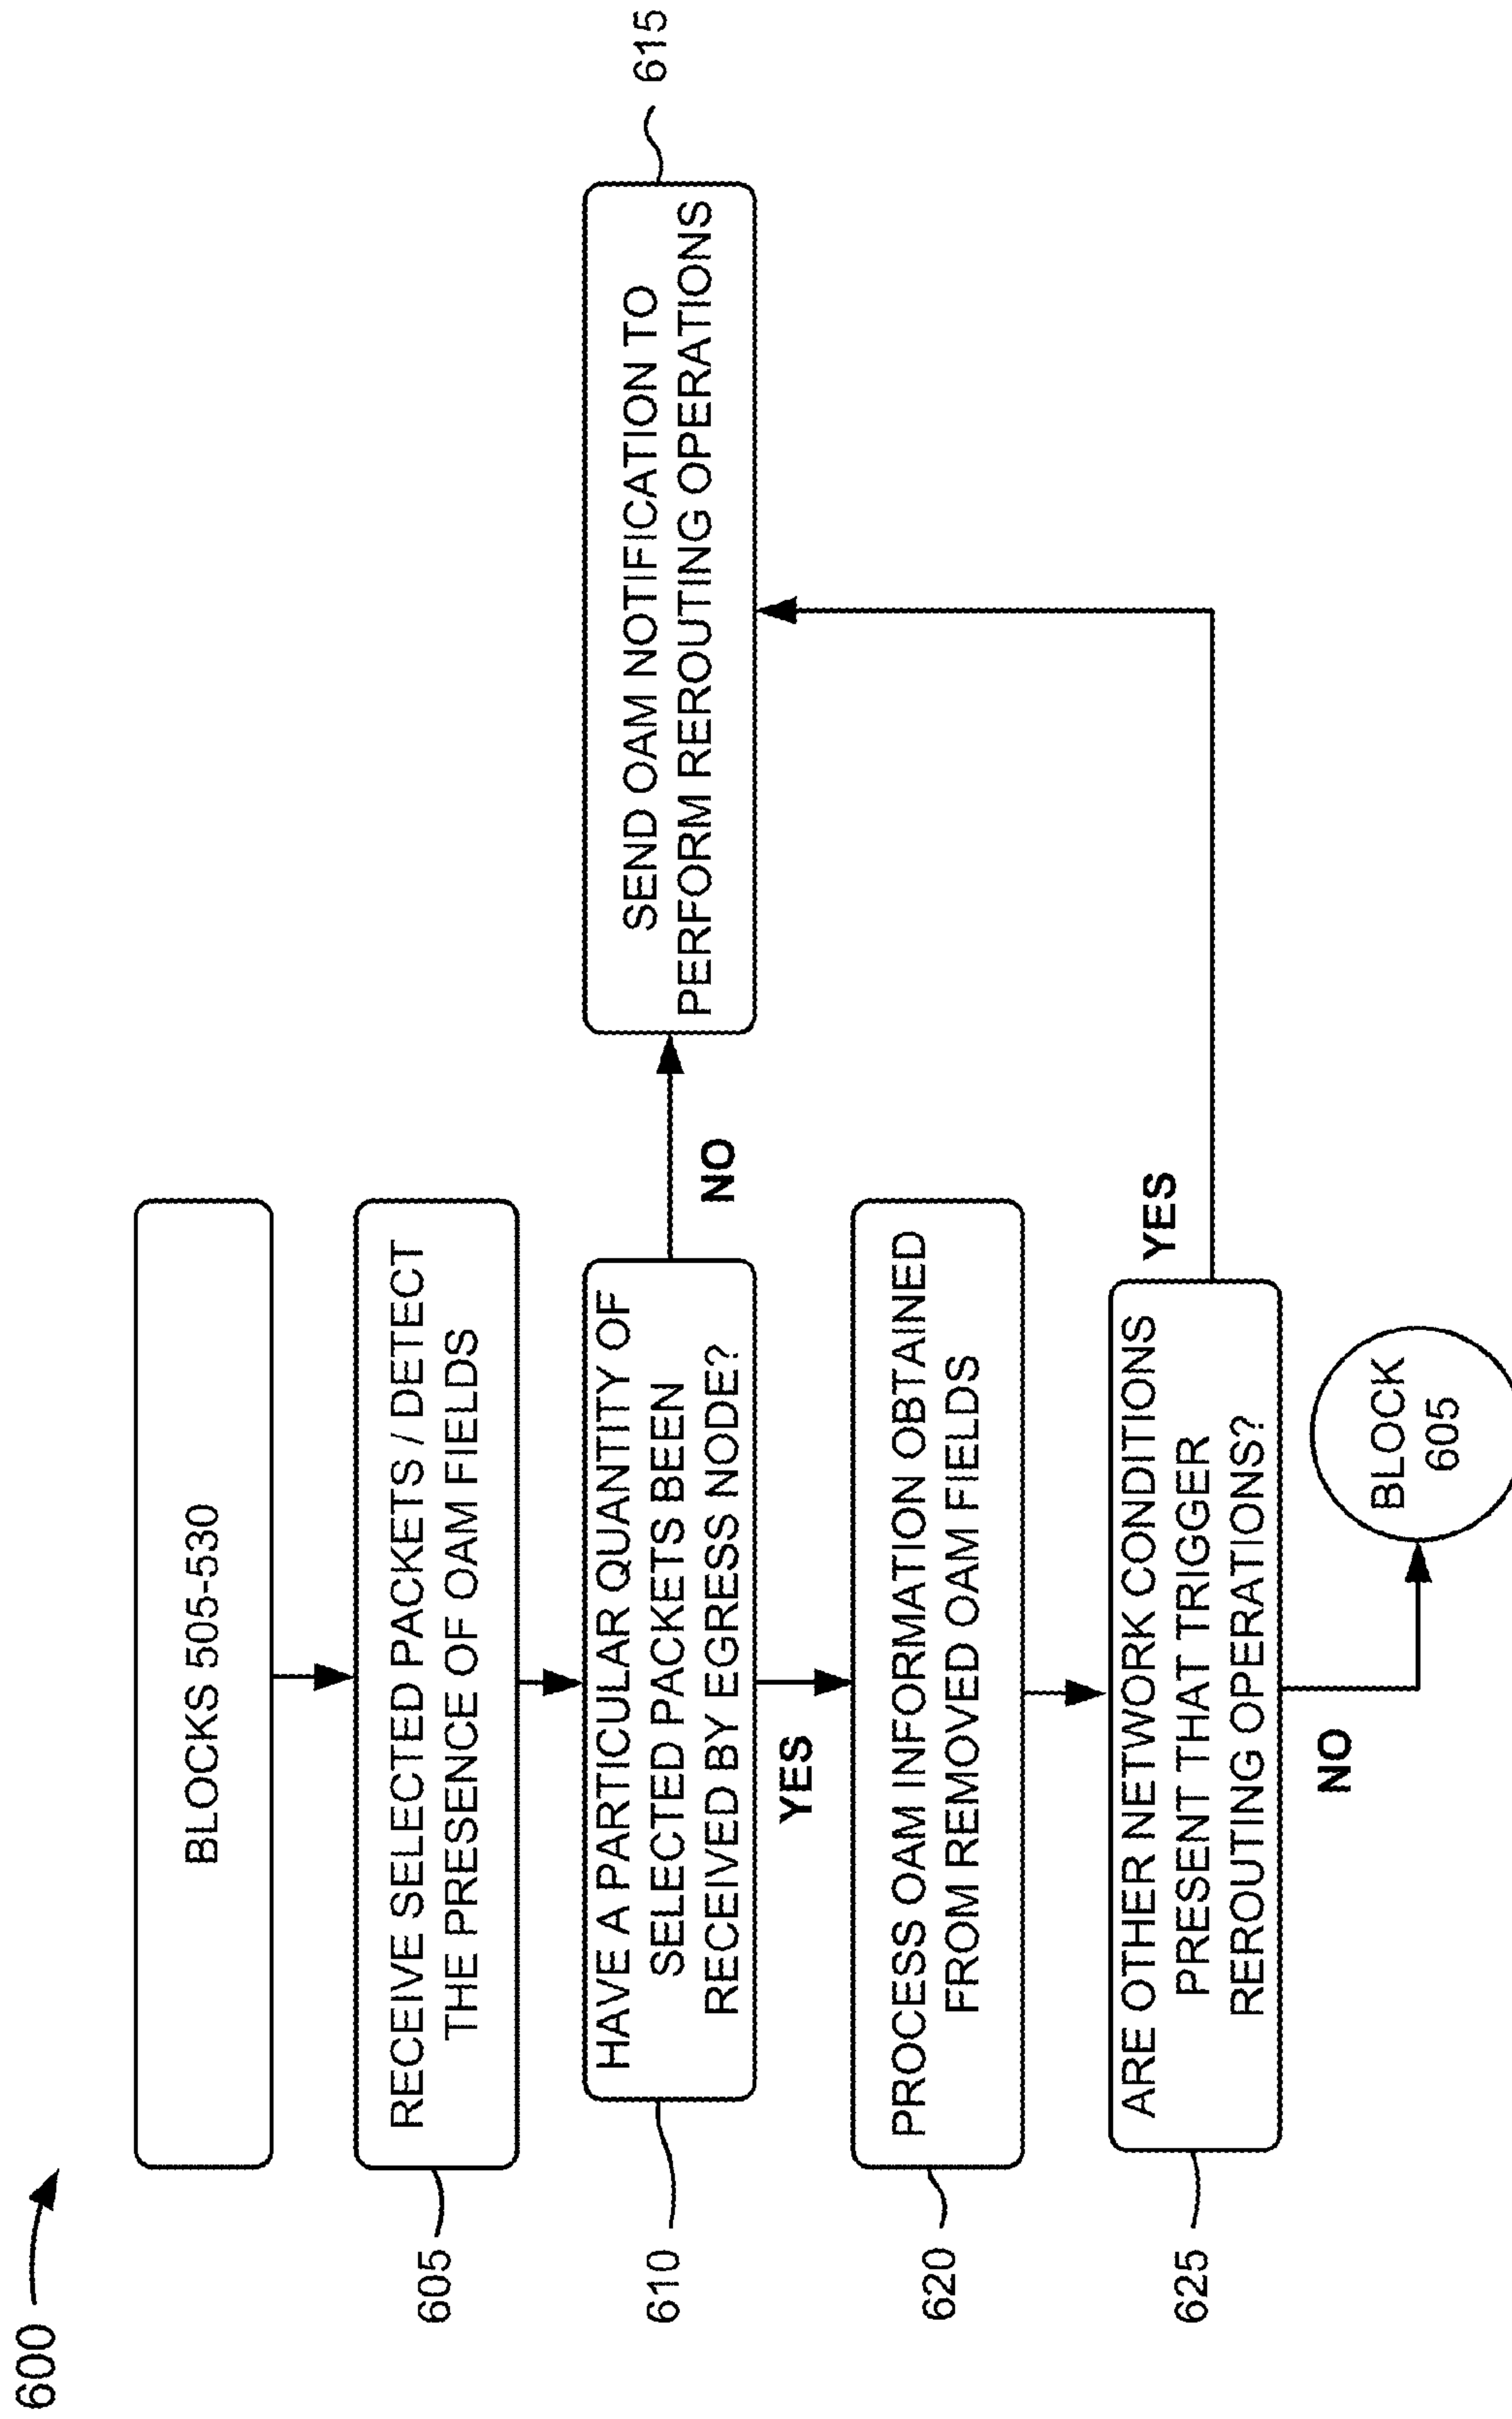 600
BLOCKS 505-530
605
RECEIVE SELECTED PACKETS / DETECT
THE PRESENCE OF OAM FIELDS
610
HAVE A PARTICULAR QUANTITY OF
SELECTED PACKETS BEEN
RECEIVED BY EGRESS NODE?
NO
SEND OAM NOTIFICATION TO
PERFORM REROUTING OPERATIONS
615
YES
620
PROCESS OAM INFORMATION OBTAINED
FROM REMOVED OAM FIELDS
625
ARE OTHER NETWORK CONDITIONS
PRESENT THAT TRIGGER
REROUTING OPERATIONS?
YES
NO
BLOCK
605